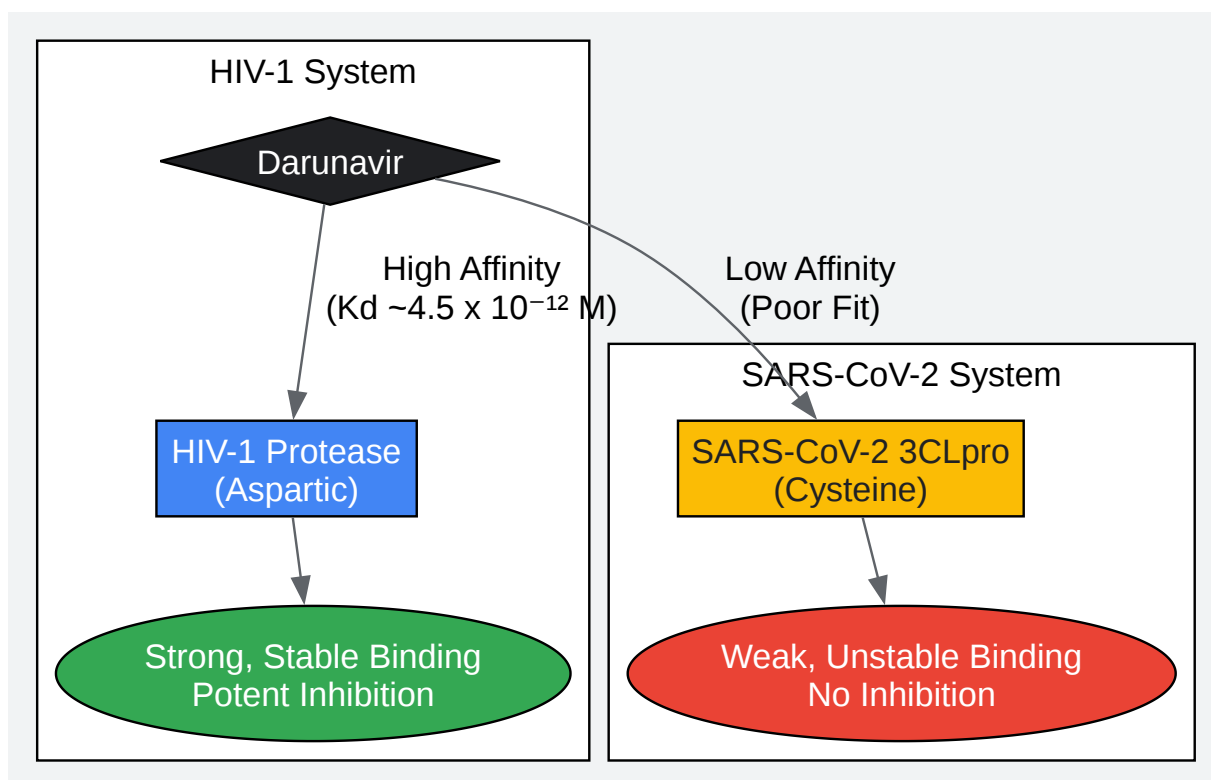 HIV-1 System
Darunavir
High Affinity
(Kd ~4.5 x 10⁻¹² M)
Low Affinity
(Poor Fit)
SARS-CoV-2 System
HIV-1 Protease
(Aspartic)
SARS-CoV-2 3CLpro
(Cysteine)
Strong, Stable Binding
Potent Inhibition
Weak, Unstable Binding
No Inhibition